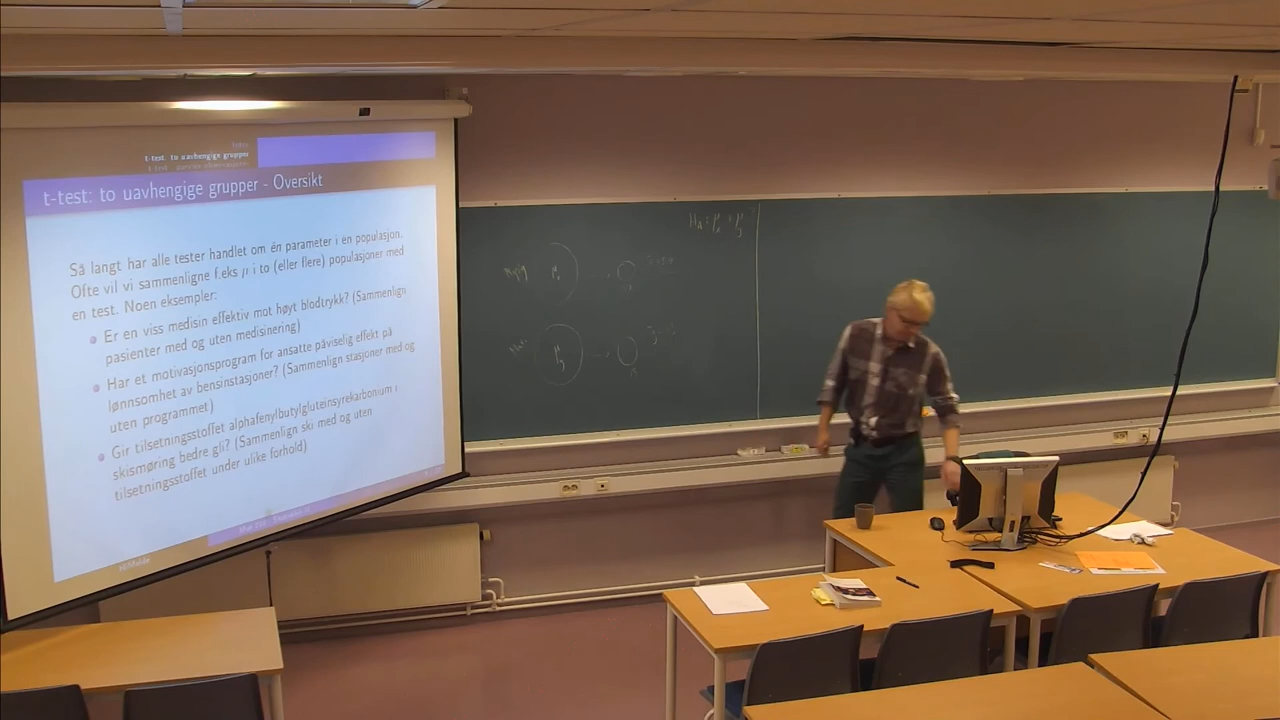 t-test: to uavhengige grupper
t-test: to uavhengige grupper - Oversikt
Så langt har alle tester handlet om én parameter i en populasjon.
Ofte vil vi sammenligne f.eks μ i to (eller flere) populasjoner med
en test. Noen eksempler:
Er en viss medisin effektiv mot høyt blodtrykk? (Sammenlign
pasienter med og uten medisinering)
Har et motivasjonsprogram for ansatte påviselig effekt på
lønnsomhet av bensinstasjoner? (Sammenlign stasjoner med og
uten programmet)
Gir tilsetningsstoffet alphafenylbutylgluteinsyrekarbonium i
skismøring bedre gli? (Sammenlign ski med og uten
tilsetningsstoffet under ulike forhold)
HiMolde